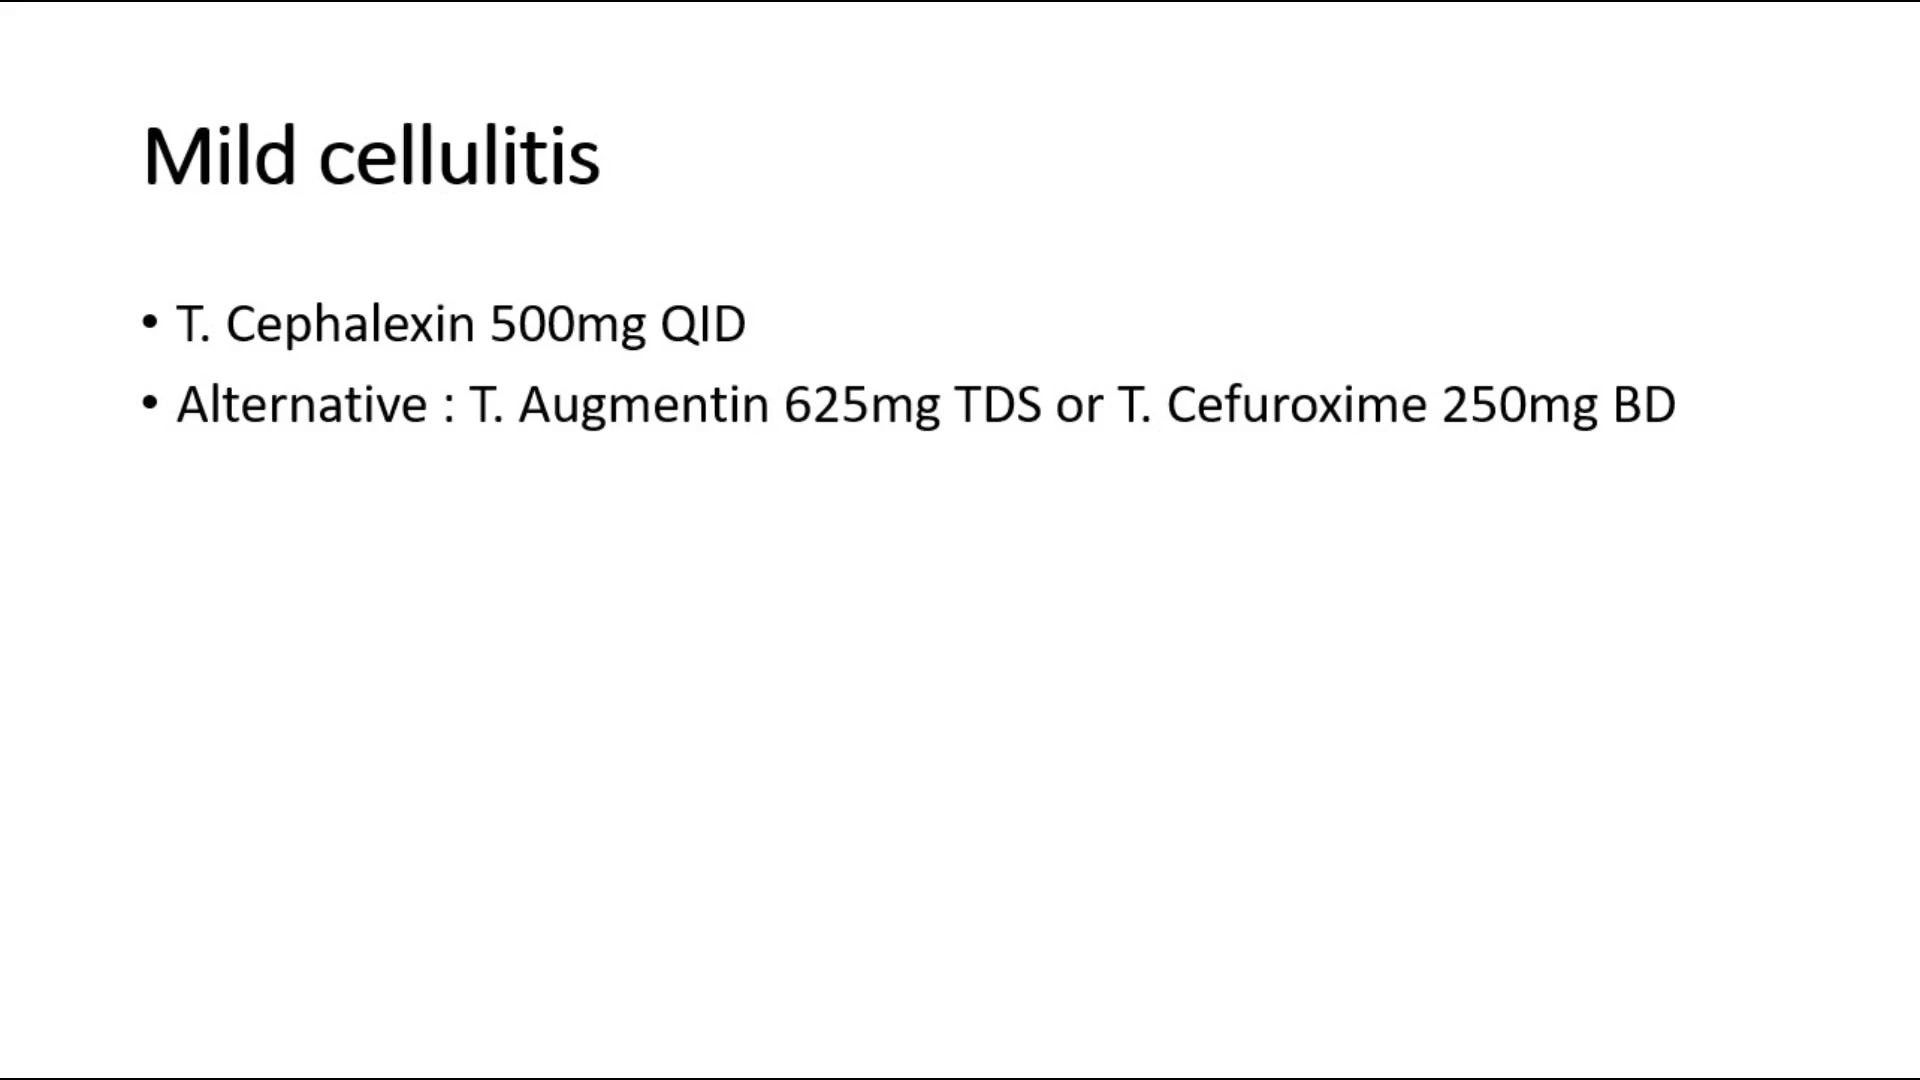 Mild cellulitis
• T. Cephalexin 500mg QID
• Alternative : T. Augmentin 625mg TDS or T. Cefuroxime 250mg BD